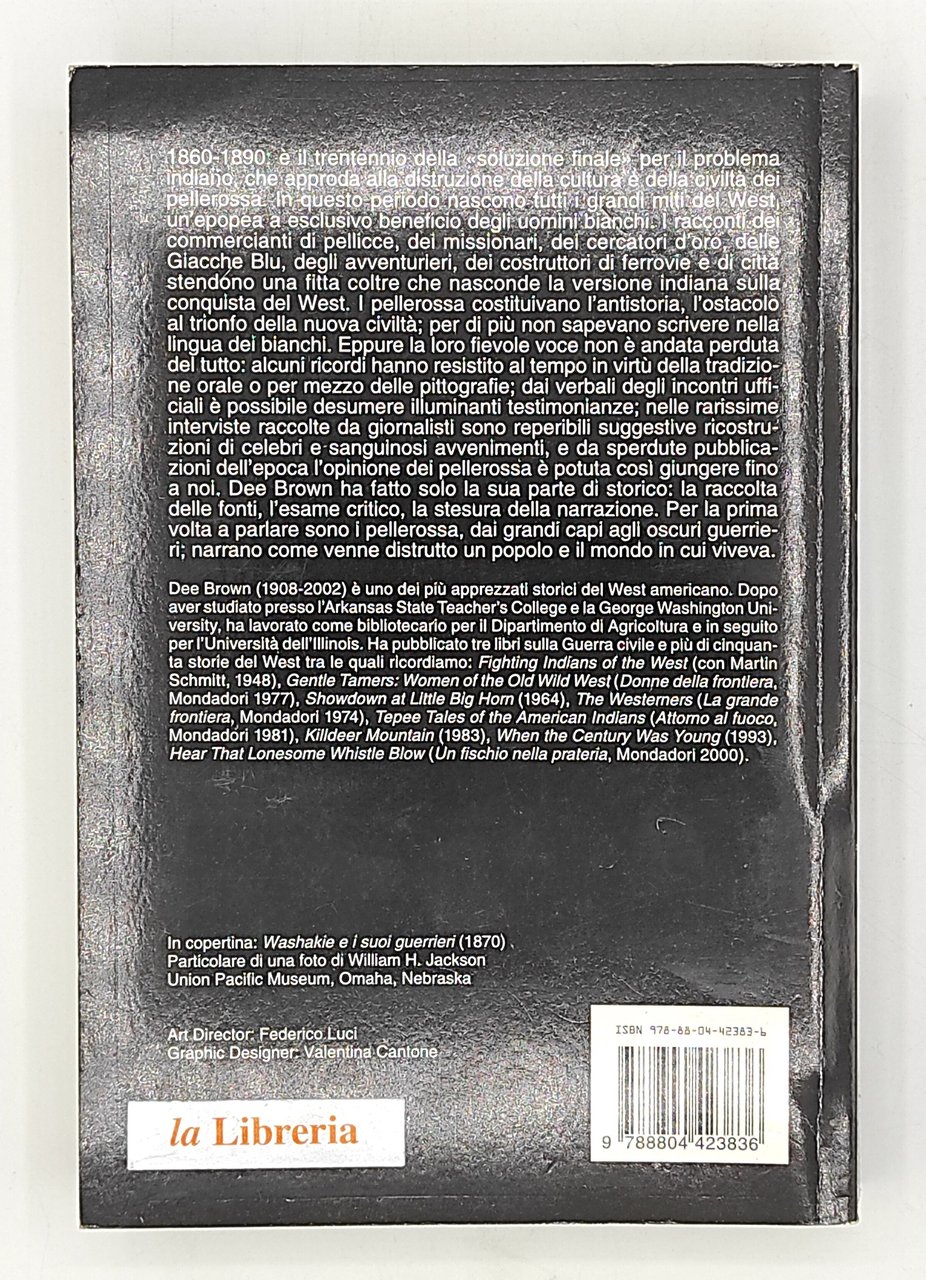 1860-1890: è il trentennio della «soluzione finale» per il problema
indiano, che approda alla distruzione della cultura e della civiltà dei
pellerossa. In questo periodo nascono tutti i grandi miti del West,
un'epopea a esclusivo beneficio degli uomini bianchi. I racconti dei
commercianti di pellicce, dei missionari, dei cercatori d'oro, delle
Giacche Blu, degli avventurieri, dei costruttori di ferrovie e di città
stendono una fitta coltre che nasconde la versione indiana sulla
conquista del West. I pellerossa costituivano l'antistoria, l'ostacolo
al trionfo della nuova civiltà; per di più non sapevano scrivere nella
lingua dei bianchi. Eppure la loro fievole voce non è andata perduta
del tutto: alcuni ricordi hanno resistito al tempo in virtù della tradizio-
ne orale o per mezzo delle pittografie; dai verbali degli incontri uffi-
ciali è possibile desumere illuminanti testimonianze; nelle rarissime
interviste raccolte da giornalisti sono reperibili suggestive ricostru-
zioni di celebri e sanguinosi avvenimenti, e da sperdute pubblica-
zioni dell'epoca l'opinione dei pellerossa è potuta così giungere fino
a noi. Dee Brown ha fatto solo la sua parte di storico: la raccolta
delle fonti, l'esame critico, la stesura della narrazione. Per la prima
volta a parlare sono i pellerossa, dai grandi capi agli oscuri guerrie-
ri; narrano come venne distrutto un popolo e il mondo in cui viveva.
Dee Brown (1908-2002) è uno dei più apprezzati storici del West americano. Dopo
aver studiato presso l'Arkansas State Teacher's College e la George Washington Uni-
versity, ha lavorato come bibliotecario per il Dipartimento di Agricoltura e in seguito
per l'Università dell'Illinois. Ha pubblicato tre libri sulla Guerra civile e più di cinquan-
ta storie del West tra le quali ricordiamo: Fighting Indians of the West (con Martin
Schmitt, 1948), Gentle Tamers: Women of the Old Wild West (Donne della frontiera,
Mondadori 1977), Showdown at Little Big Horn (1964), The Westerners (La grande
frontiera, Mondadori 1974), Tepee Tales of the American Indians (Attorno al fuoco,
Mondadori 1981), Killdeer Mountain (1983), When the Century Was Young (1993),
Hear That Lonesome Whistle Blow (Un fischio nella prateria, Mondadori 2000).
In copertina: Washakie e i suoi guerrieri (1870)
Particolare di una foto di William H. Jackson
Union Pacific Museum, Omaha, Nebraska
Art Director: Federico Luci
Graphic Designer: Valentina Cantone
ISBN 978-88-04-42383-6
9 788804 423836
la Libreria